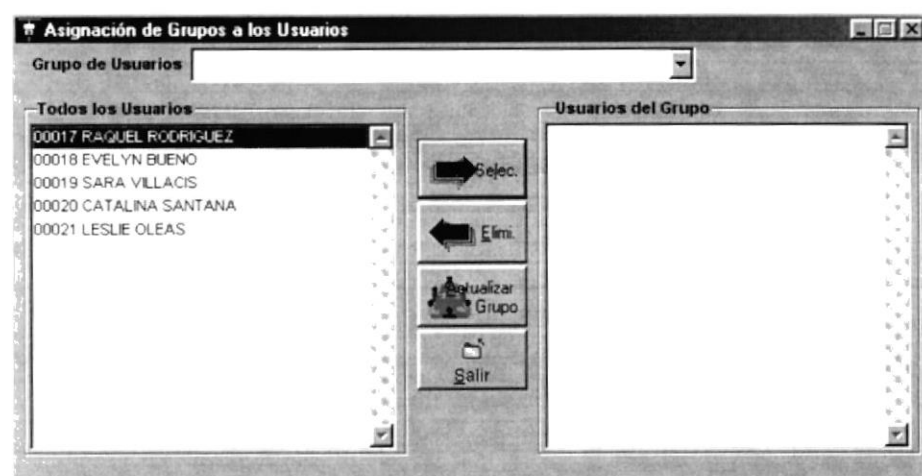 Asignación de Grupos a los Usuarios
Grupo de Usuarios
Todos los Usuarios
00017 RAQUEL RODRIGUEZ
00018 EVELYN BUENO
00019 SARA VILLACIS
00020 CATALINA SANTANA
00021 LESLIE OLEAS
Selec.
Elimi.
Actualizar
Grupo
Salir
Usuarios del Grupo